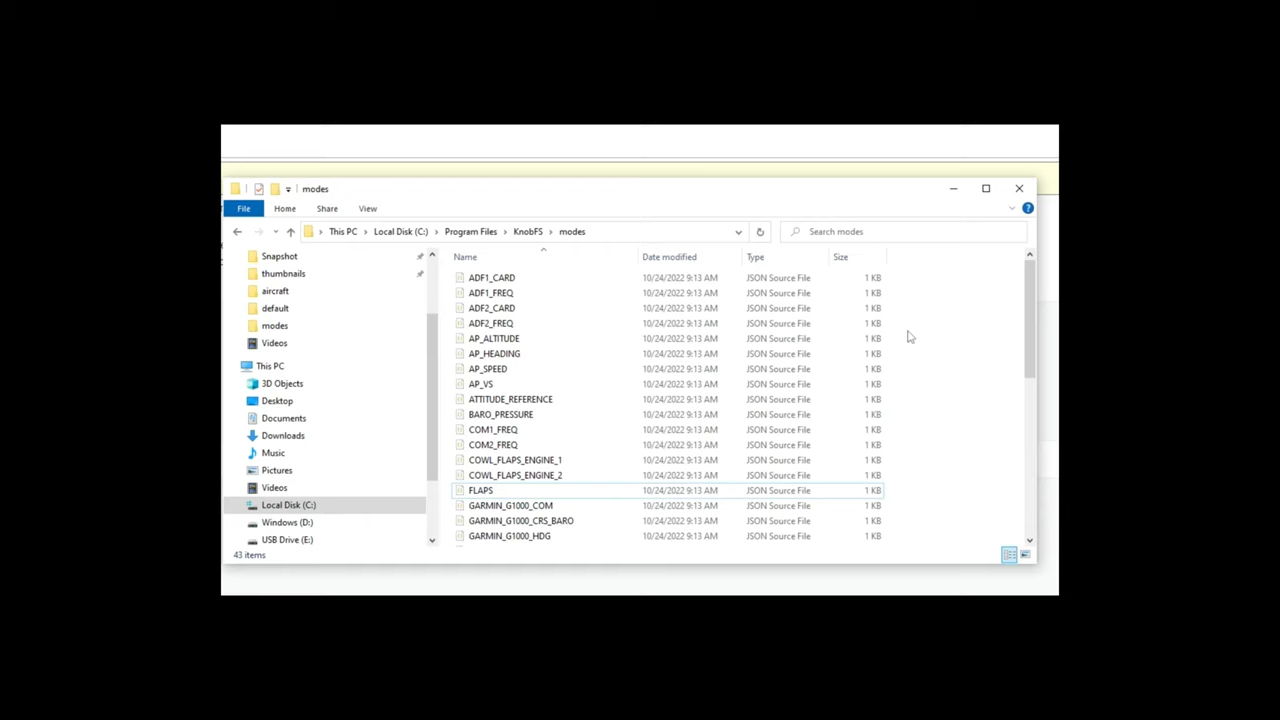 modes
File Home Share View
This PC Local Disk (C:) Program Files KnobFS modes
Search modes
Snapshot
thumbnails
aircraft
default
modes
Videos
This PC
3D Objects
Desktop
Documents
Downloads
Music
Pictures
Videos
Local Disk (C:)
Windows (D:)
USB Drive (E:)
Name Date modified Type Size
ADF1_CARD 10/24/2022 9:13 AM JSON Source File 1 KB
ADF1_FREQ 10/24/2022 9:13 AM JSON Source File 1 KB
ADF2_CARD 10/24/2022 9:13 AM JSON Source File 1 KB
ADF2_FREQ 10/24/2022 9:13 AM JSON Source File 1 KB
AP_ALTITUDE 10/24/2022 9:13 AM JSON Source File 1 KB
AP_HEADING 10/24/2022 9:13 AM JSON Source File 1 KB
AP_SPEED 10/24/2022 9:13 AM JSON Source File 1 KB
AP_VS 10/24/2022 9:13 AM JSON Source File 1 KB
ATTITUDE_REFERENCE 10/24/2022 9:13 AM JSON Source File 1 KB
BARO_PRESSURE 10/24/2022 9:13 AM JSON Source File 1 KB
COM1_FREQ 10/24/2022 9:13 AM JSON Source File 1 KB
COM2_FREQ 10/24/2022 9:13 AM JSON Source File 1 KB
COWL_FLAPS_ENGINE_1 10/24/2022 9:13 AM JSON Source File 1 KB
COWL_FLAPS_ENGINE_2 10/24/2022 9:13 AM JSON Source File 1 KB
FLAPS 10/24/2022 9:13 AM JSON Source File 1 KB
GARMIN_G1000_COM 10/24/2022 9:13 AM JSON Source File 1 KB
GARMIN_G1000_CRS_BARO 10/24/2022 9:13 AM JSON Source File 1 KB
GARMIN_G1000_HDG 10/24/2022 9:13 AM JSON Source File 1 KB
43 items